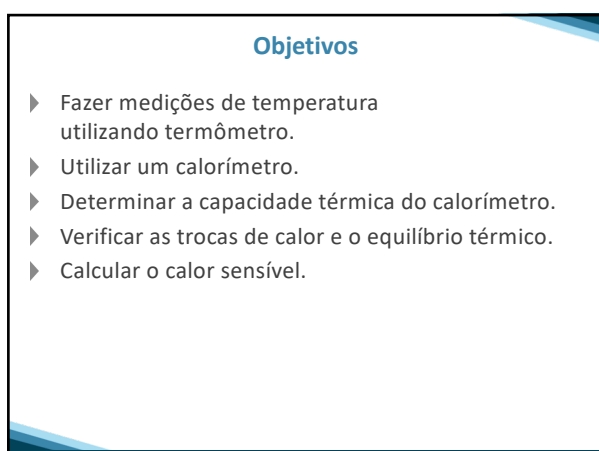 Objetivos
Fazer medições de temperatura
utilizando termômetro.
Utilizar um calorímetro.
Determinar a capacidade térmica do calorímetro.
Verificar as trocas de calor e o equilíbrio térmico.
Calcular o calor sensível.